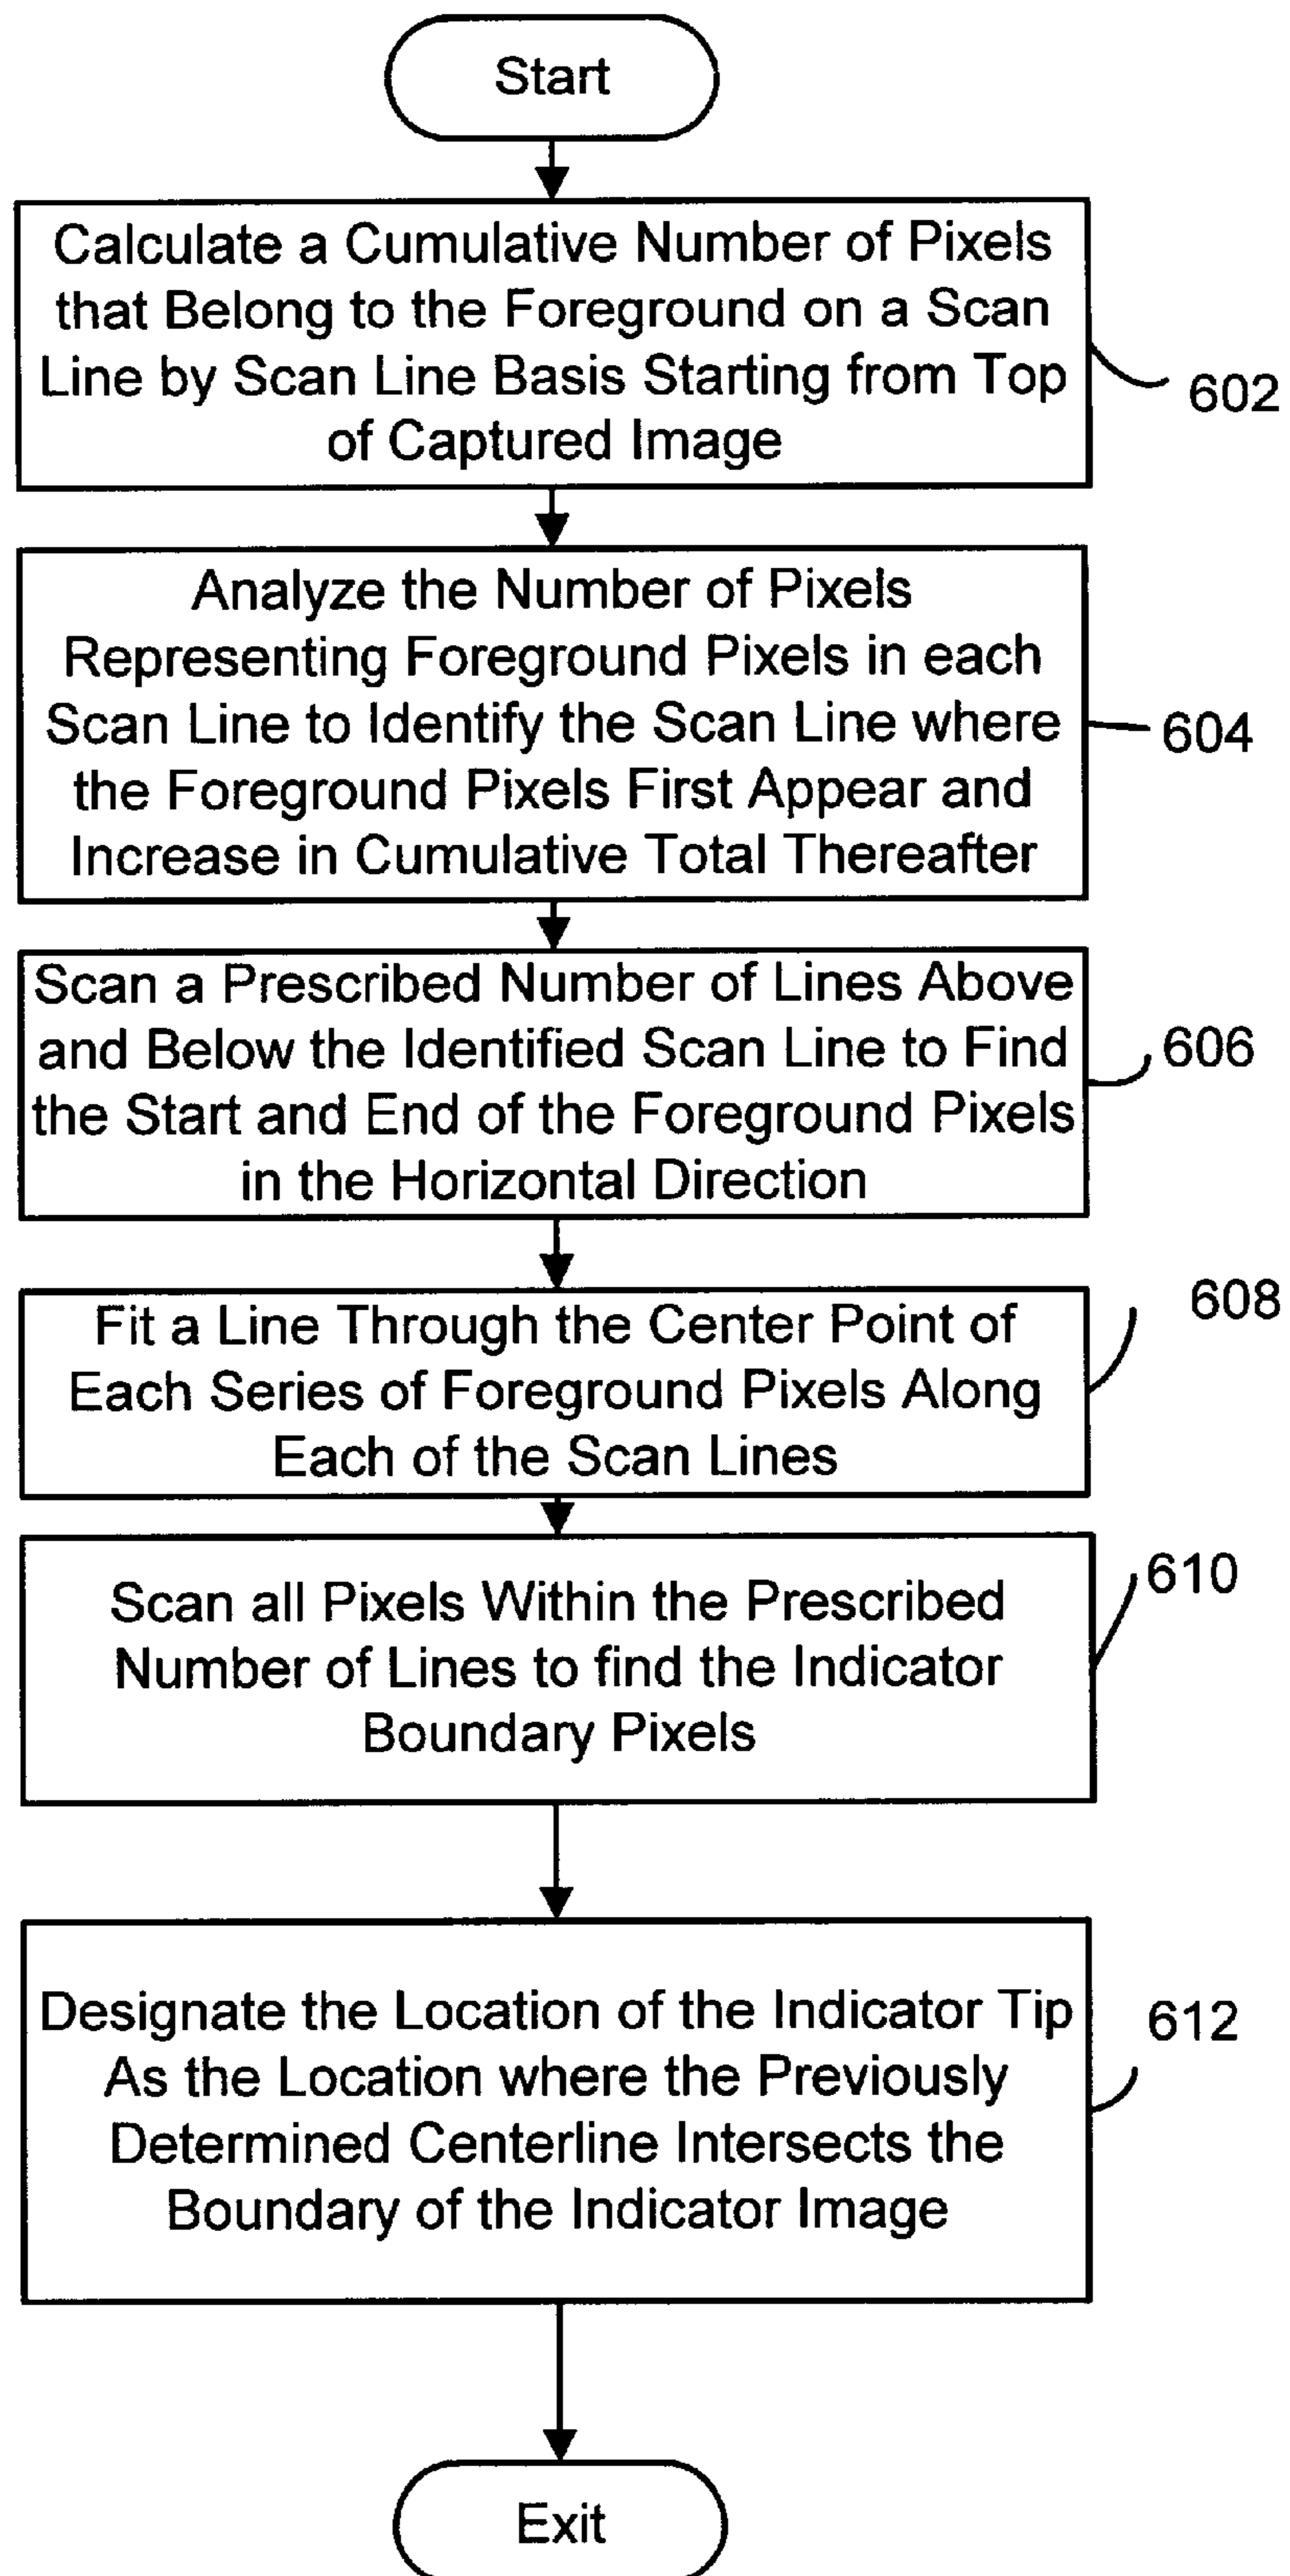 Start
Calculate a Cumulative Number of Pixels
that Belong to the Foreground on a Scan
Line by Scan Line Basis Starting from Top
of Captured Image
602
Analyze the Number of Pixels
Representing Foreground Pixels in each
Scan Line to Identify the Scan Line where
the Foreground Pixels First Appear and
Increase in Cumulative Total Thereafter
604
Scan a Prescribed Number of Lines Above
and Below the Identified Scan Line to Find
the Start and End of the Foreground Pixels
in the Horizontal Direction
606
Fit a Line Through the Center Point of
Each Series of Foreground Pixels Along
Each of the Scan Lines
608
Scan all Pixels Within the Prescribed
Number of Lines to find the Indicator
Boundary Pixels
610
Designate the Location of the Indicator Tip
As the Location where the Previously
Determined Centerline Intersects the
Boundary of the Indicator Image
612
Exit